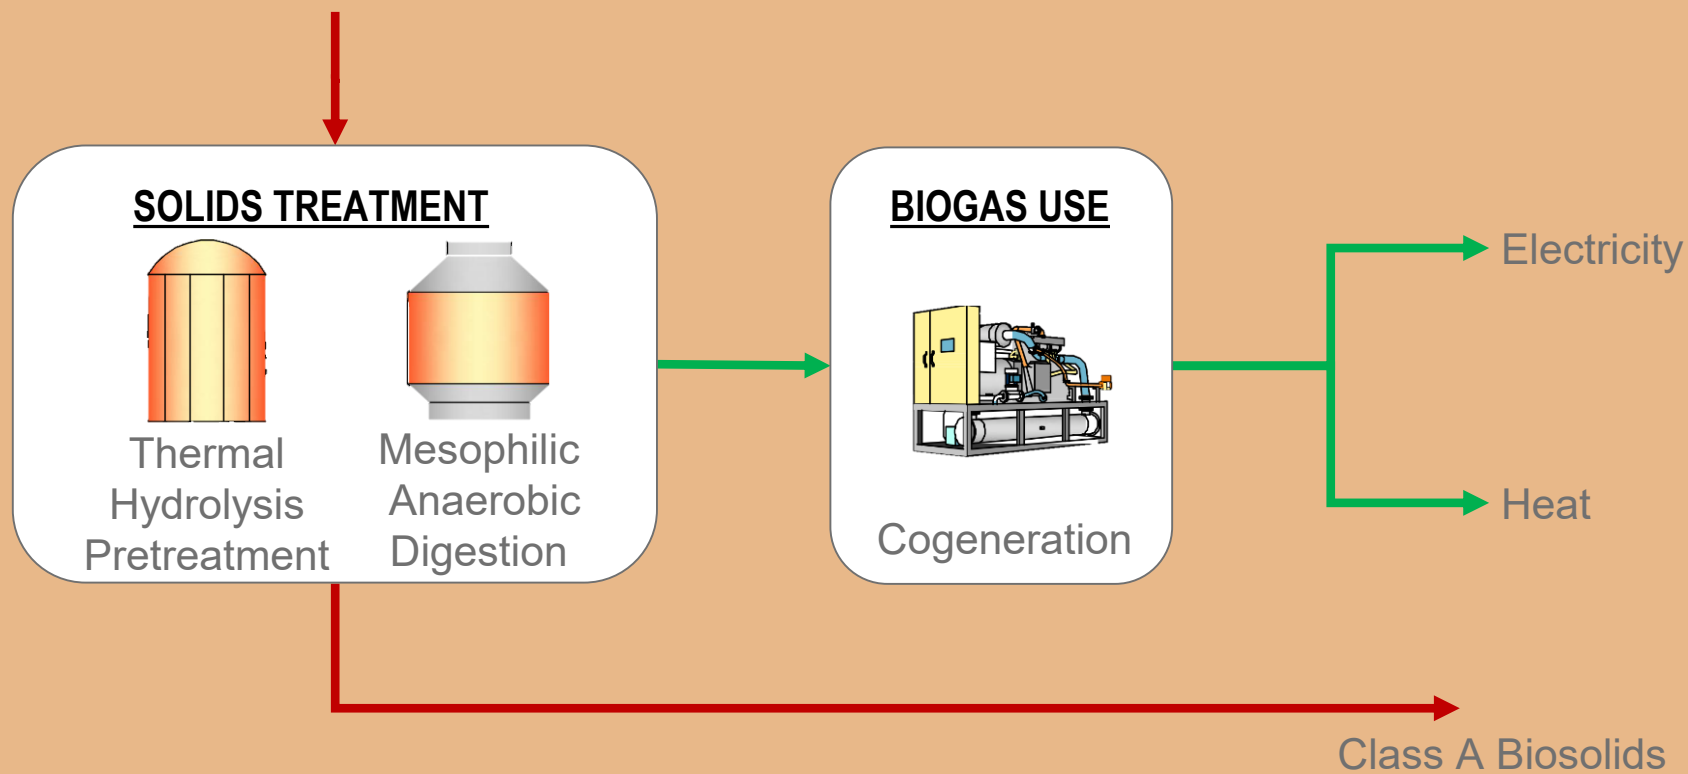 SOLIDS TREATMENT
Thermal
Hydrolysis
Pretreatment
Mesophilic
Anaerobic
Digestion
BIOGAS USE
Cogeneration
Electricity
Heat
Class A Biosolids